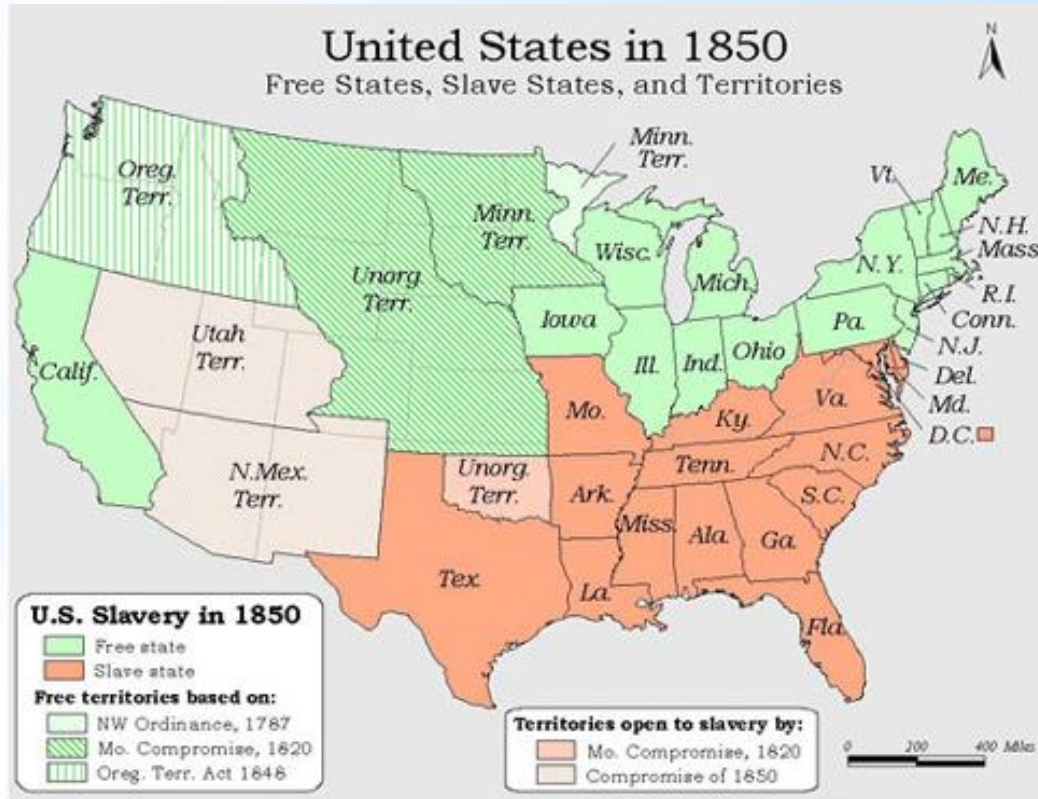 United States in 1850
Free States, Slave States, and Territories
N
Minn.
Terr.
Oreg.
Terr.
Vt.
Me.
Minn.
Terr.
N.H.
Mass
Wisc.
Unorg.
Terr.
N.Y.
Mich.
R.I.
Iowa
Conn.
Pa.
Utah
Terr.
N.J.
Calif.
Ill.
Ind.
Ohio
Del.
Mo.
Va.
Md.
Ky.
D.C.
N.Mex.
Terr.
Unorg.
Terr.
Tenn.
N.C.
Ark.
S.C.
Miss.
Ala.
Ga.
Tex.
La.
Fla.
U.S. Slavery in 1850
Free state
Slave state
Free territories based on:
NW Ordinance, 1787
Mo. Compromise, 1820
Oreg. Terr. Act 1848
Territories open to slavery by:
Mo. Compromise, 1820
Compromise of 1850
0 200 400 Miles